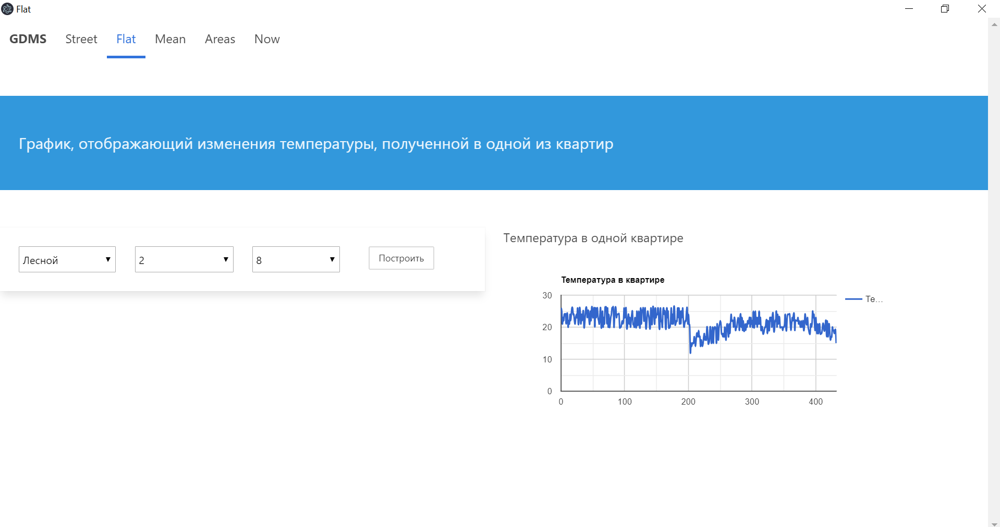 Flat
GDMS Street Flat Mean Areas Now
График, отображающий изменения температуры, полученной в одной из квартир
Лесной 2 8 Построить
Температура в одной квартире
Температура в квартире
Те...
30
20
10
0
0 100 200 300 400